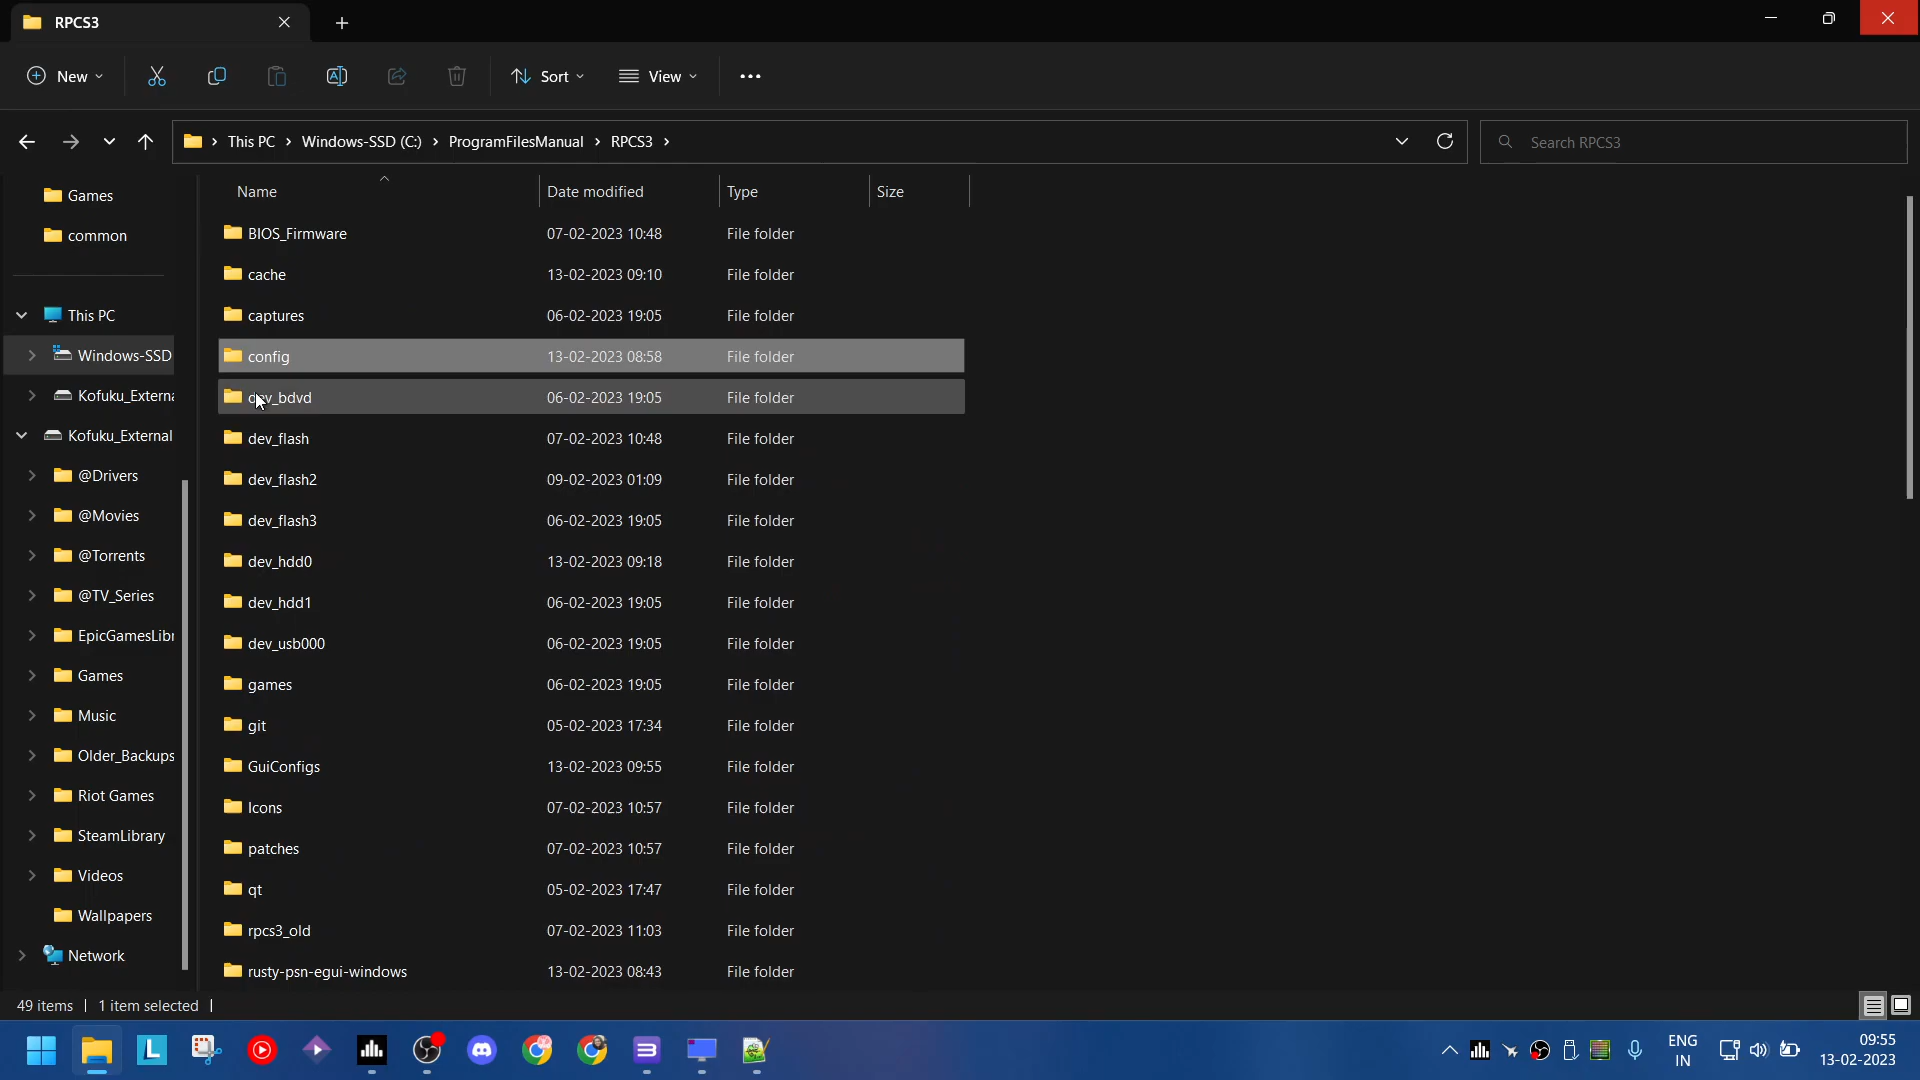 RPCS3
New
Sort
View
This PC
Windows-SSD (C:)
ProgramFilesManual
RPCS3
Search RPCS3
Games
common
This PC
Windows-SSD
Kofuku_Externa
Kofuku_External
@Drivers
@Movies
@Torrents
@TV_Series
EpicGamesLibr
Games
Music
Older_Backups
Riot Games
SteamLibrary
Videos
Wallpapers
Network
Name Date modified Type Size
BIOS_Firmware 07-02-2023 10:48 File folder
cache 13-02-2023 09:10 File folder
captures 06-02-2023 19:05 File folder
config 13-02-2023 08:58 File folder
dev_bdvd 06-02-2023 19:05 File folder
dev_flash 07-02-2023 10:48 File folder
dev_flash2 09-02-2023 01:09 File folder
dev_flash3 06-02-2023 19:05 File folder
dev_hdd0 13-02-2023 09:18 File folder
dev_hdd1 06-02-2023 19:05 File folder
dev_usb000 06-02-2023 19:05 File folder
games 06-02-2023 19:05 File folder
git 05-02-2023 17:34 File folder
GuiConfigs 13-02-2023 09:55 File folder
Icons 07-02-2023 10:57 File folder
patches 07-02-2023 10:57 File folder
qt 05-02-2023 17:47 File folder
rpcs3_old 07-02-2023 11:03 File folder
rusty-psn-egui-windows 13-02-2023 08:43 File folder
49 items 1 item selected
L
ENG
IN
09:55
13-02-2023